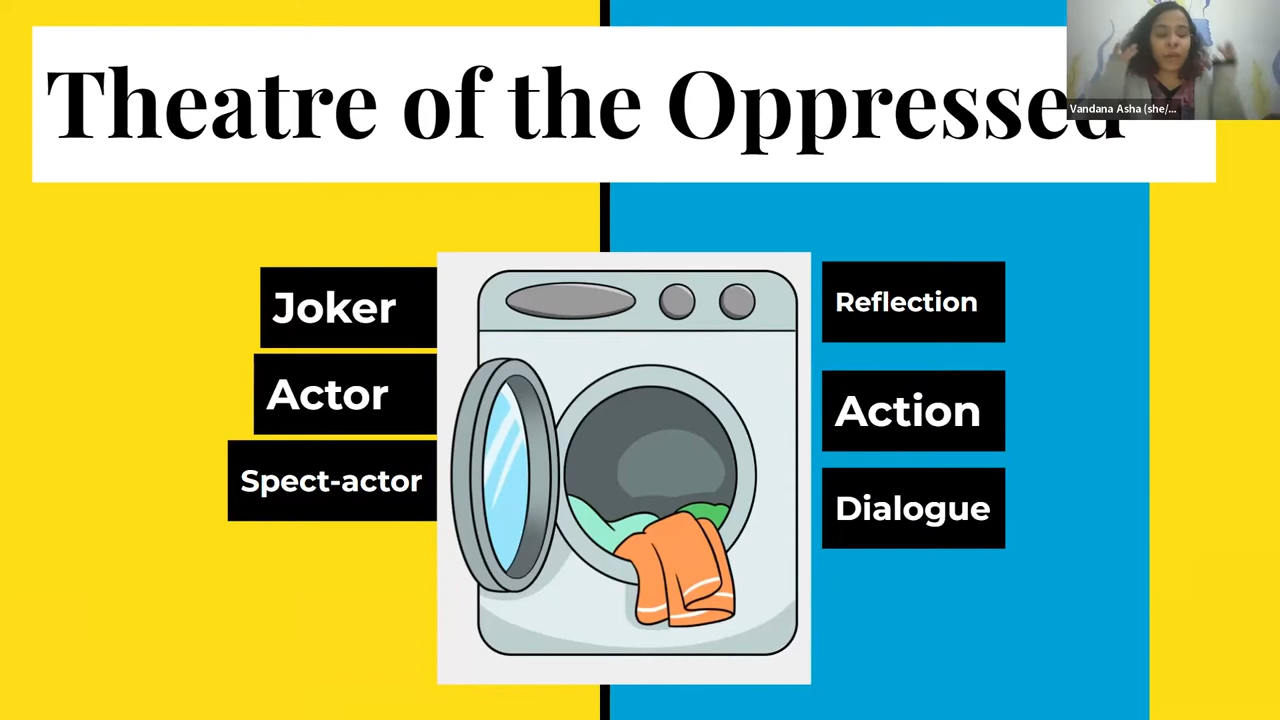 Theatre of the Oppressed
Vandana Asha (she/...
Joker
Actor
Spect-actor
Reflection
Action
Dialogue